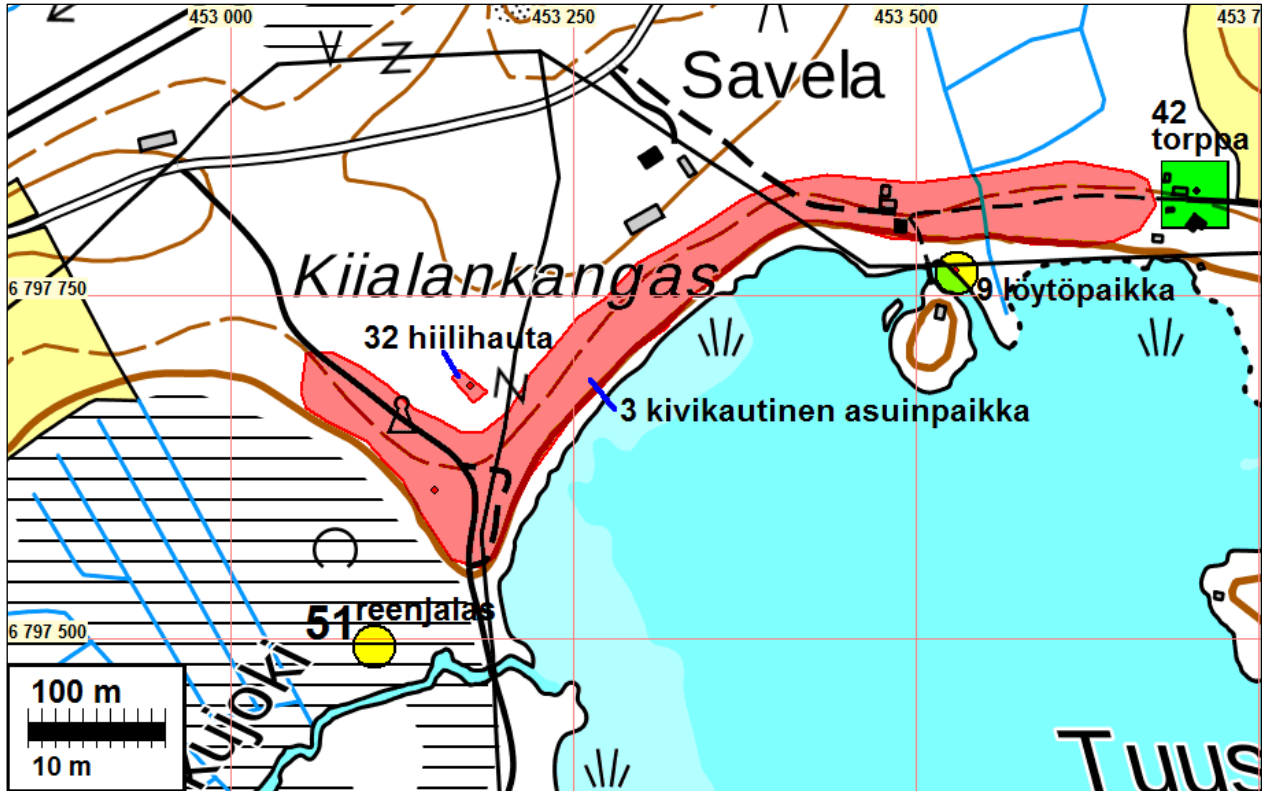 453 000
453 250
453 500
453 7
Savela
42
torppa
Kiialankangas
6 797 750
9 löytöpaikka
32 hiilihauta
3 kivikautinen asuinpaikka
51 reenjalas
6 797 500
100 m
10 m
ujoki
Tuus